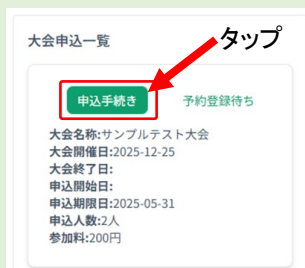 大会申込一覧
タップ
申込手続き
予約登録待ち
大会名称:サンプルテスト大会
大会開催日:2025-12-25
大会終了日:
申込開始日:
申込期限日:2025-05-31
申込人数:2人
参加料:200円